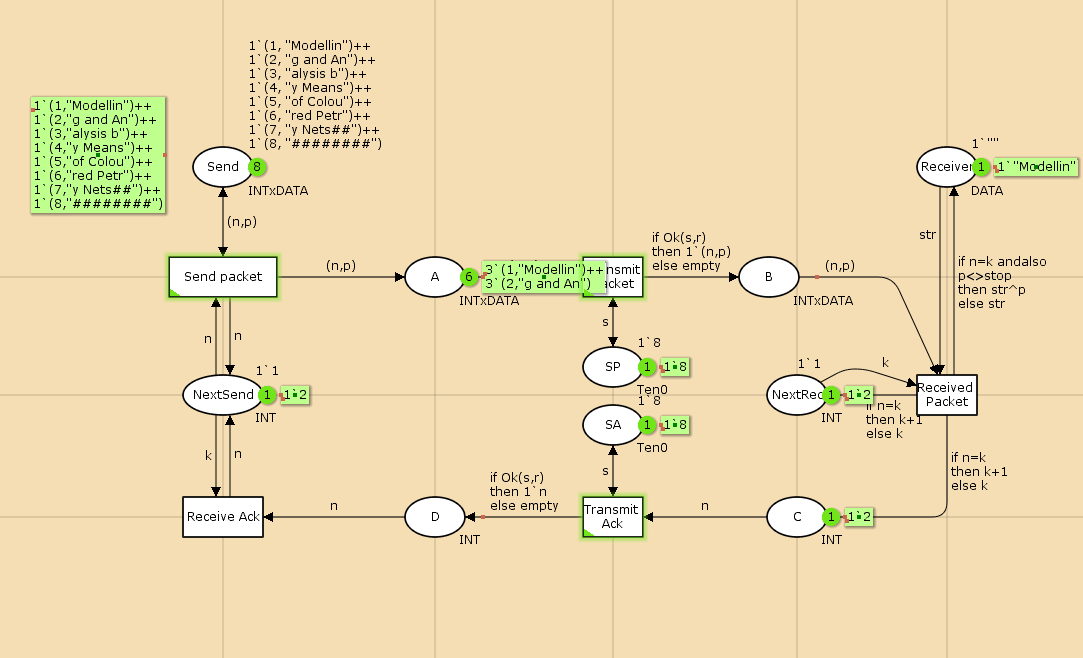 1`(1, "Modellin")++
1`(2, "g and An")++
1`(3, "alysis b")++
1`(4, "y Means")++
1`(5, "of Colou")++
1`(6, "red Petr")++
1`(7, "y Nets##")++
1`(8, "########")
1`(1,"Modellin")++
1`(2,"g and An")++
1`(3,"alysis b")++
1`(4,"y Means")++
1`(5,"of Colou")++
1`(6,"red Petr")++
1`(7,"y Nets##")++
1`(8,"########")
Send
8
INTxDATA
1`""
Receiver
1
1`"Modellin"
DATA
(n,p)
str
Send packet
(n,p)
A
6
3`(1,"Modellin")++
3`(2,"g and An")
INTxDATA
if Ok(s,r)
then 1`(n,p)
else empty
B
(n,p)
INTxDATA
if n=k andalso
p<>stop
then str^p
else str
s
n
n
1`8
SP
1
1`8
Ten0
1`1
NextSend
1
1`2
INT
1`1
k
1
1`2
INT
if n=k
then k+1
else k
Received
Packet
1`8
SA
1
1`8
Ten0
k
n
s
if n=k
then k+1
else k
if Ok(s,r)
then 1`n
else empty
Receive Ack
n
D
INT
Transmit
Ack
n
C
1
1`2
INT